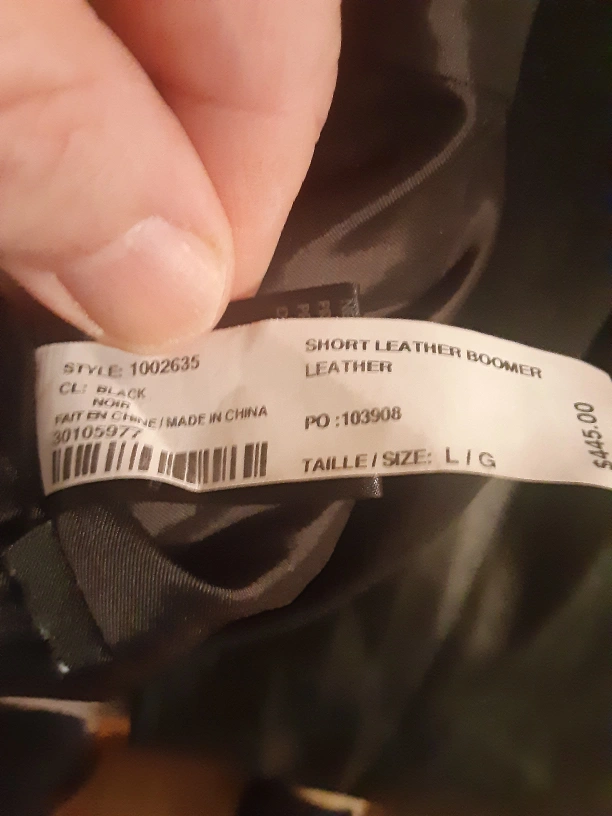 STYLE: 1002635
CL: BLACK
NOIR
FAIT EN CHINE / MADE IN CHINA
30105977
SHORT LEATHER BOOMER
LEATHER
PO : 103908
TAILLE / SIZE: L / G
$445.00